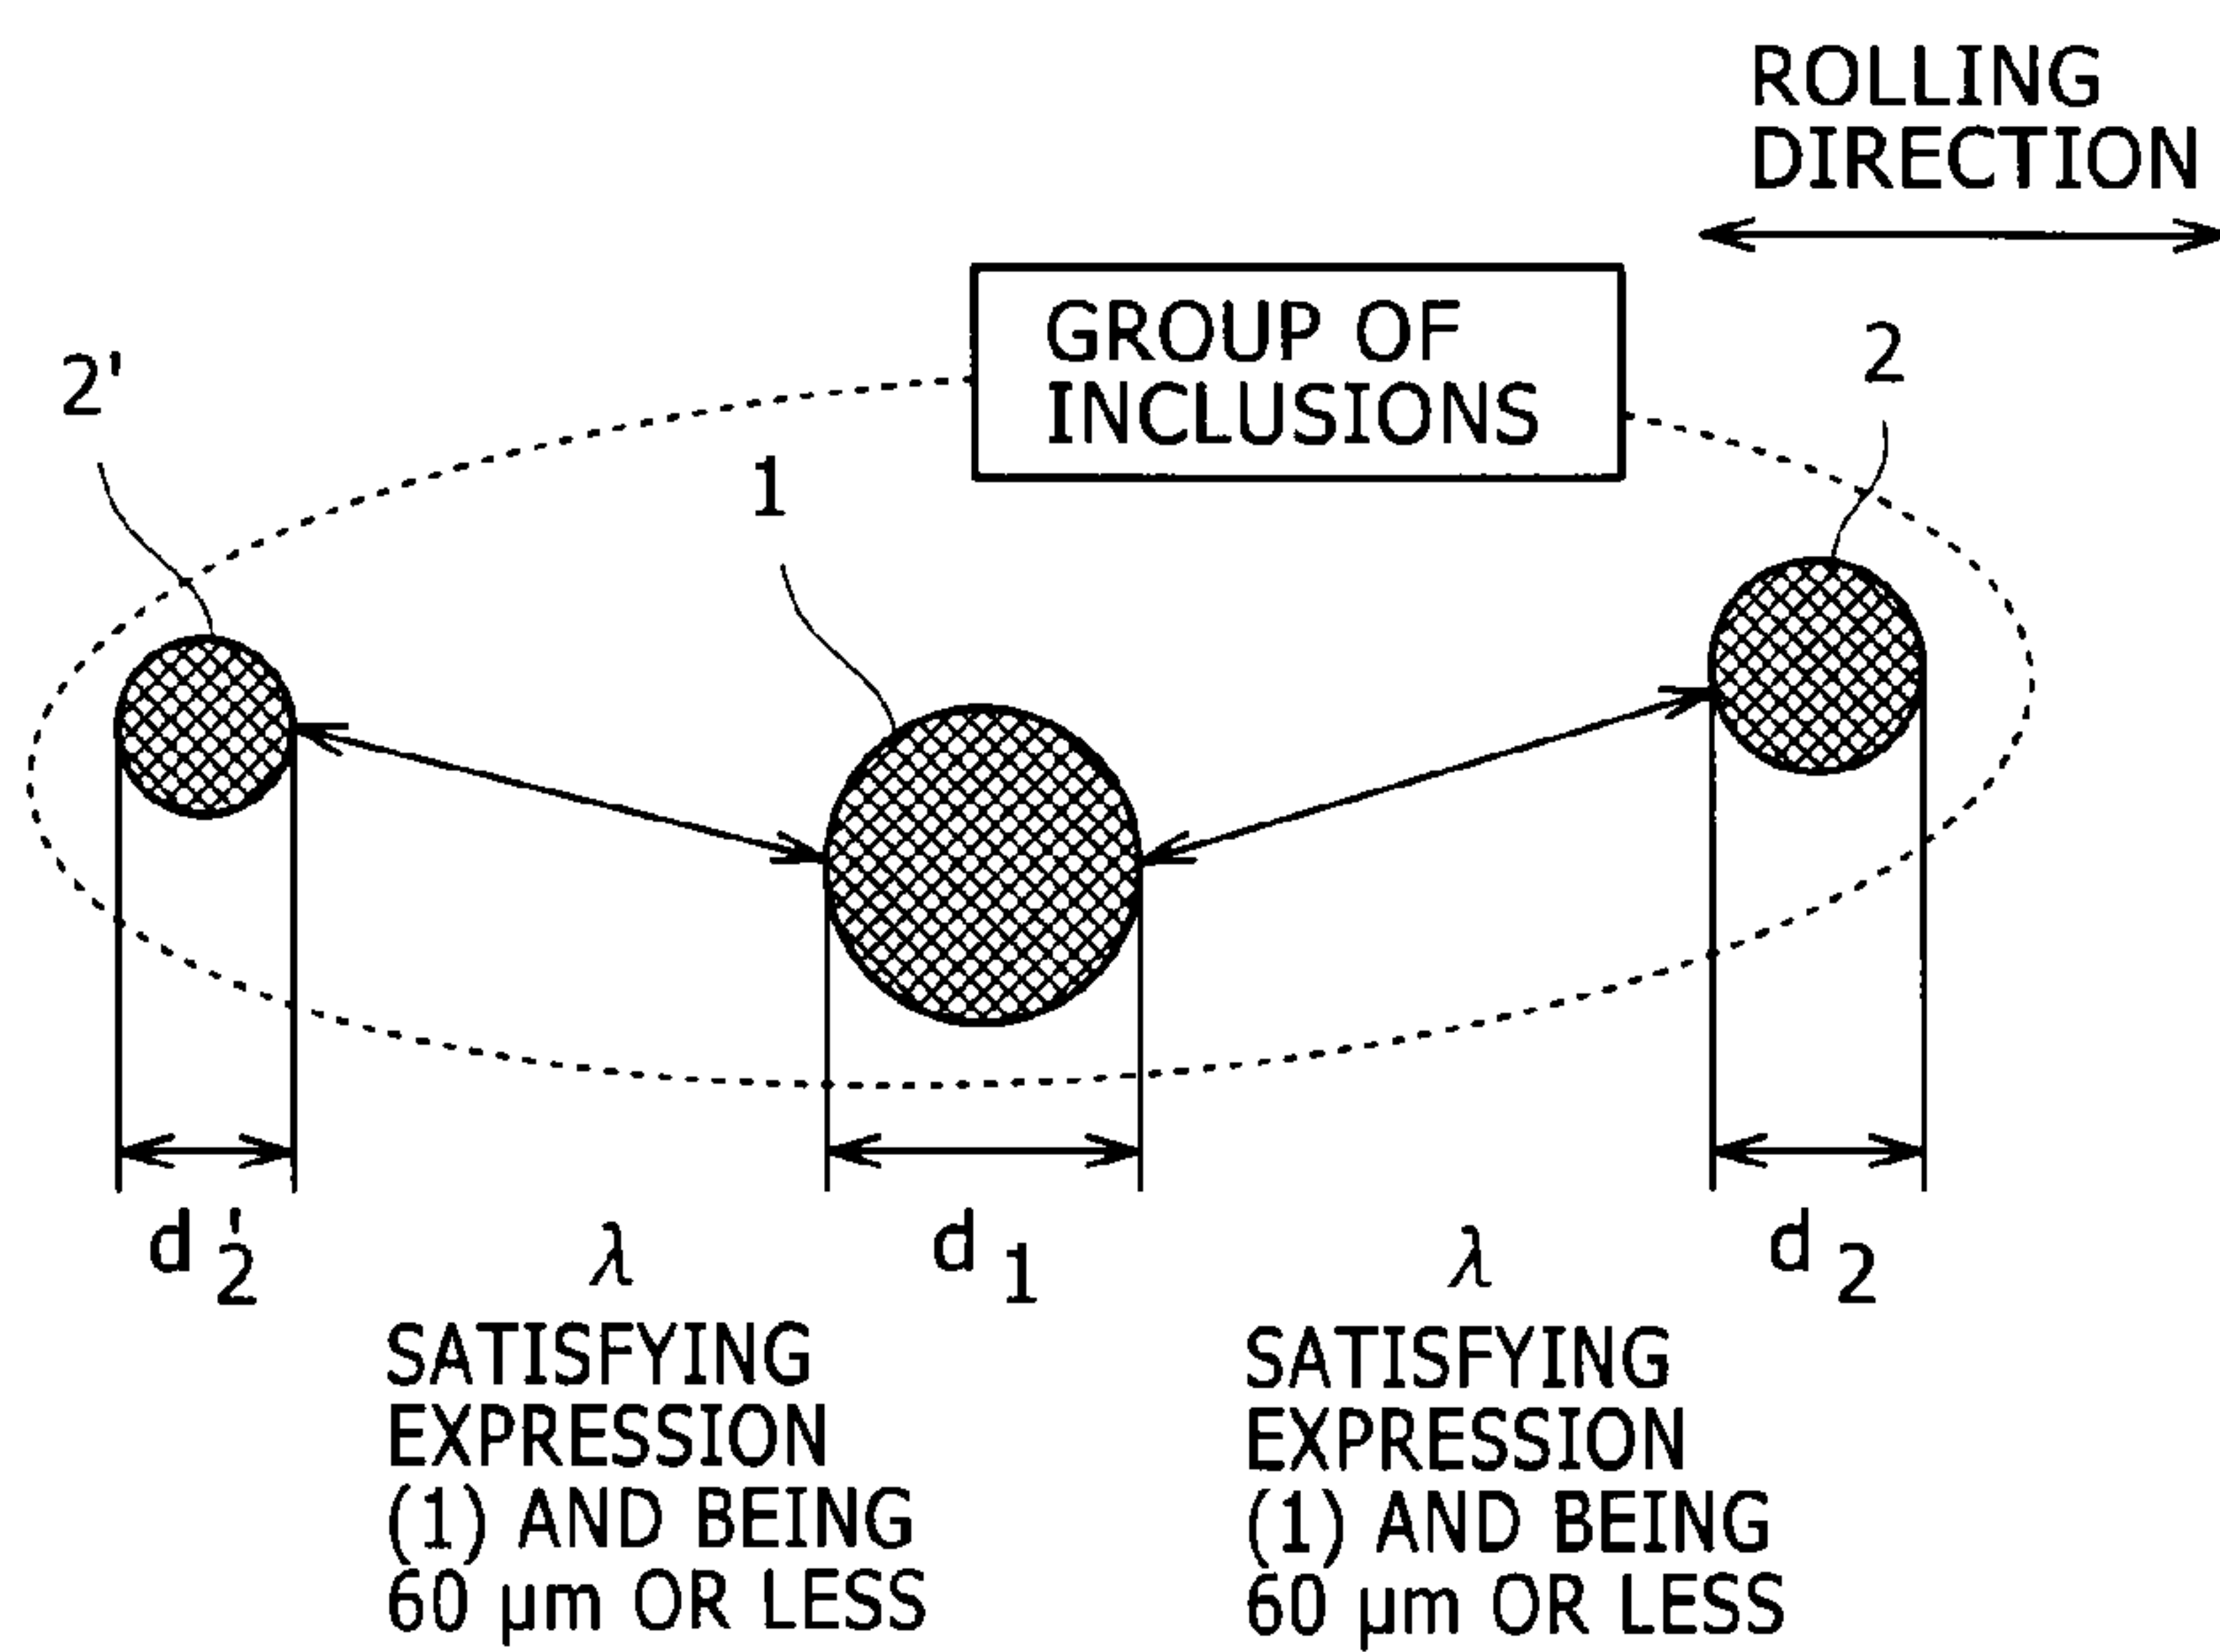 ROLLING
DIRECTION
GROUP OF
INCLUSIONS
2'
1
2
d'2
λ
d1
λ
d2
SATISFYING
EXPRESSION
(1) AND BEING
60 μm OR LESS
SATISFYING
EXPRESSION
(1) AND BEING
60 μm OR LESS